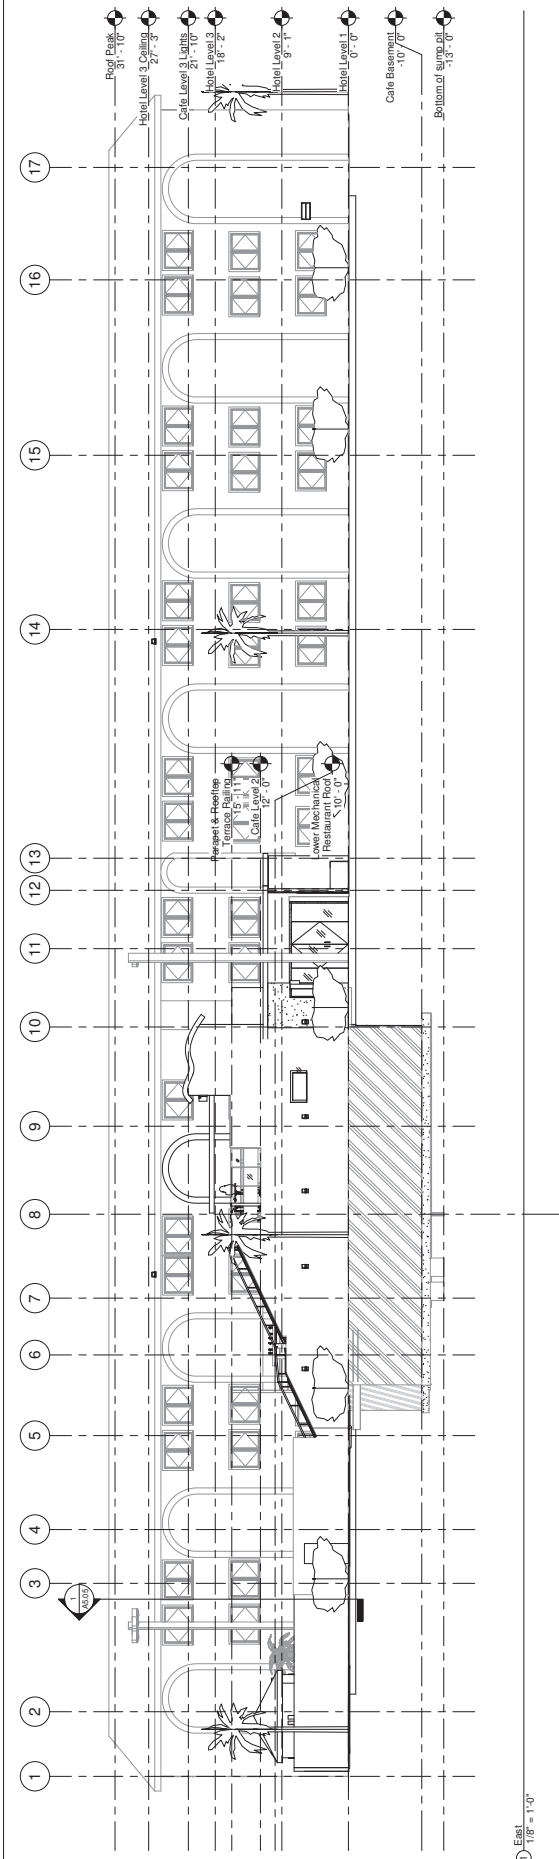 1
2
3
4
5
6
7
8
9
10
11
12
13
14
15
16
17
Roof Peak
31' - 10"
Hotel Level 3 Ceiling
27' - 3"
Cafe Level 3 Lights
21' - 10"
Hotel Level 3
18' - 2"
Hotel Level 2
9' - 1"
Hotel Level 1
0' - 0"
Cafe Basement
-10' - 0"
Bottom of sump pit
-13' - 0"
Parapet & Rooftop
Terrace Railing
15' - 11"
Cafe Level 2
12' - 0"
Lower Mechanical
Restaurant Roof
10' - 0"
1
A5.05
1
East
1/8" = 1'-0"